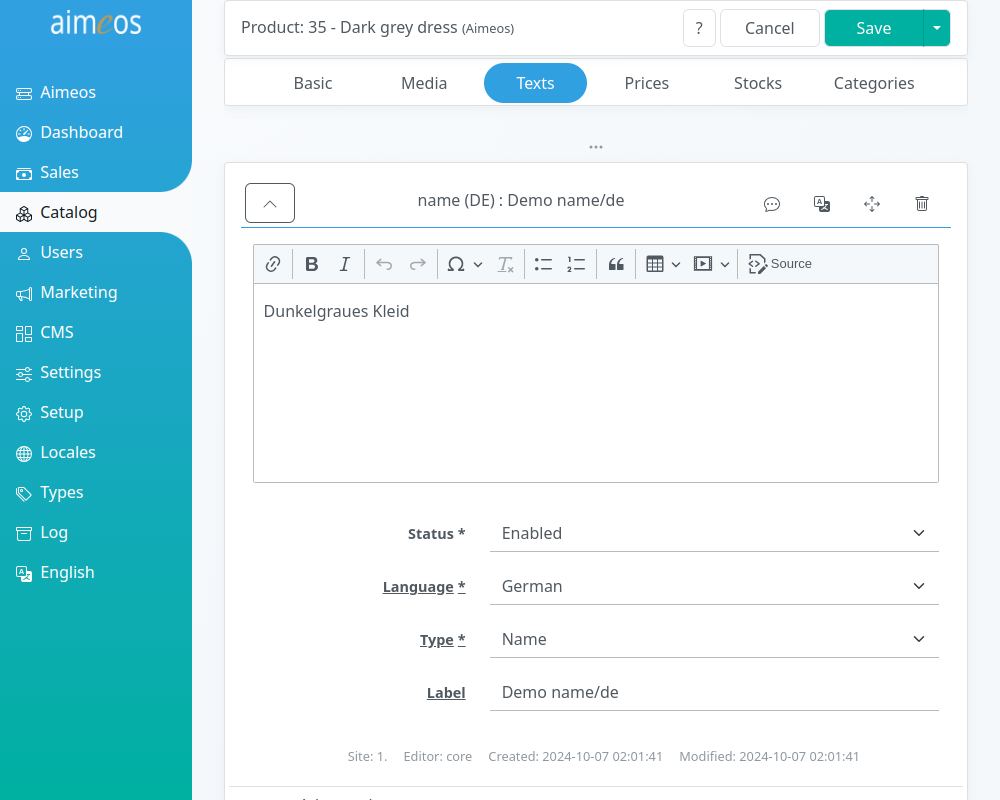 aimeos
Product: 35 - Dark grey dress (Aimeos)
?
Cancel
Save
Basic
Media
Texts
Prices
Stocks
Categories
Aimeos
Dashboard
Sales
Catalog
Users
Marketing
CMS
Settings
Setup
Locales
Types
Log
English
name (DE) : Demo name/de
Source
Dunkelgraues Kleid
Status * Enabled
Language * German
Type * Name
Label Demo name/de
Site: 1. Editor: core Created: 2024-10-07 02:01:41 Modified: 2024-10-07 02:01:41